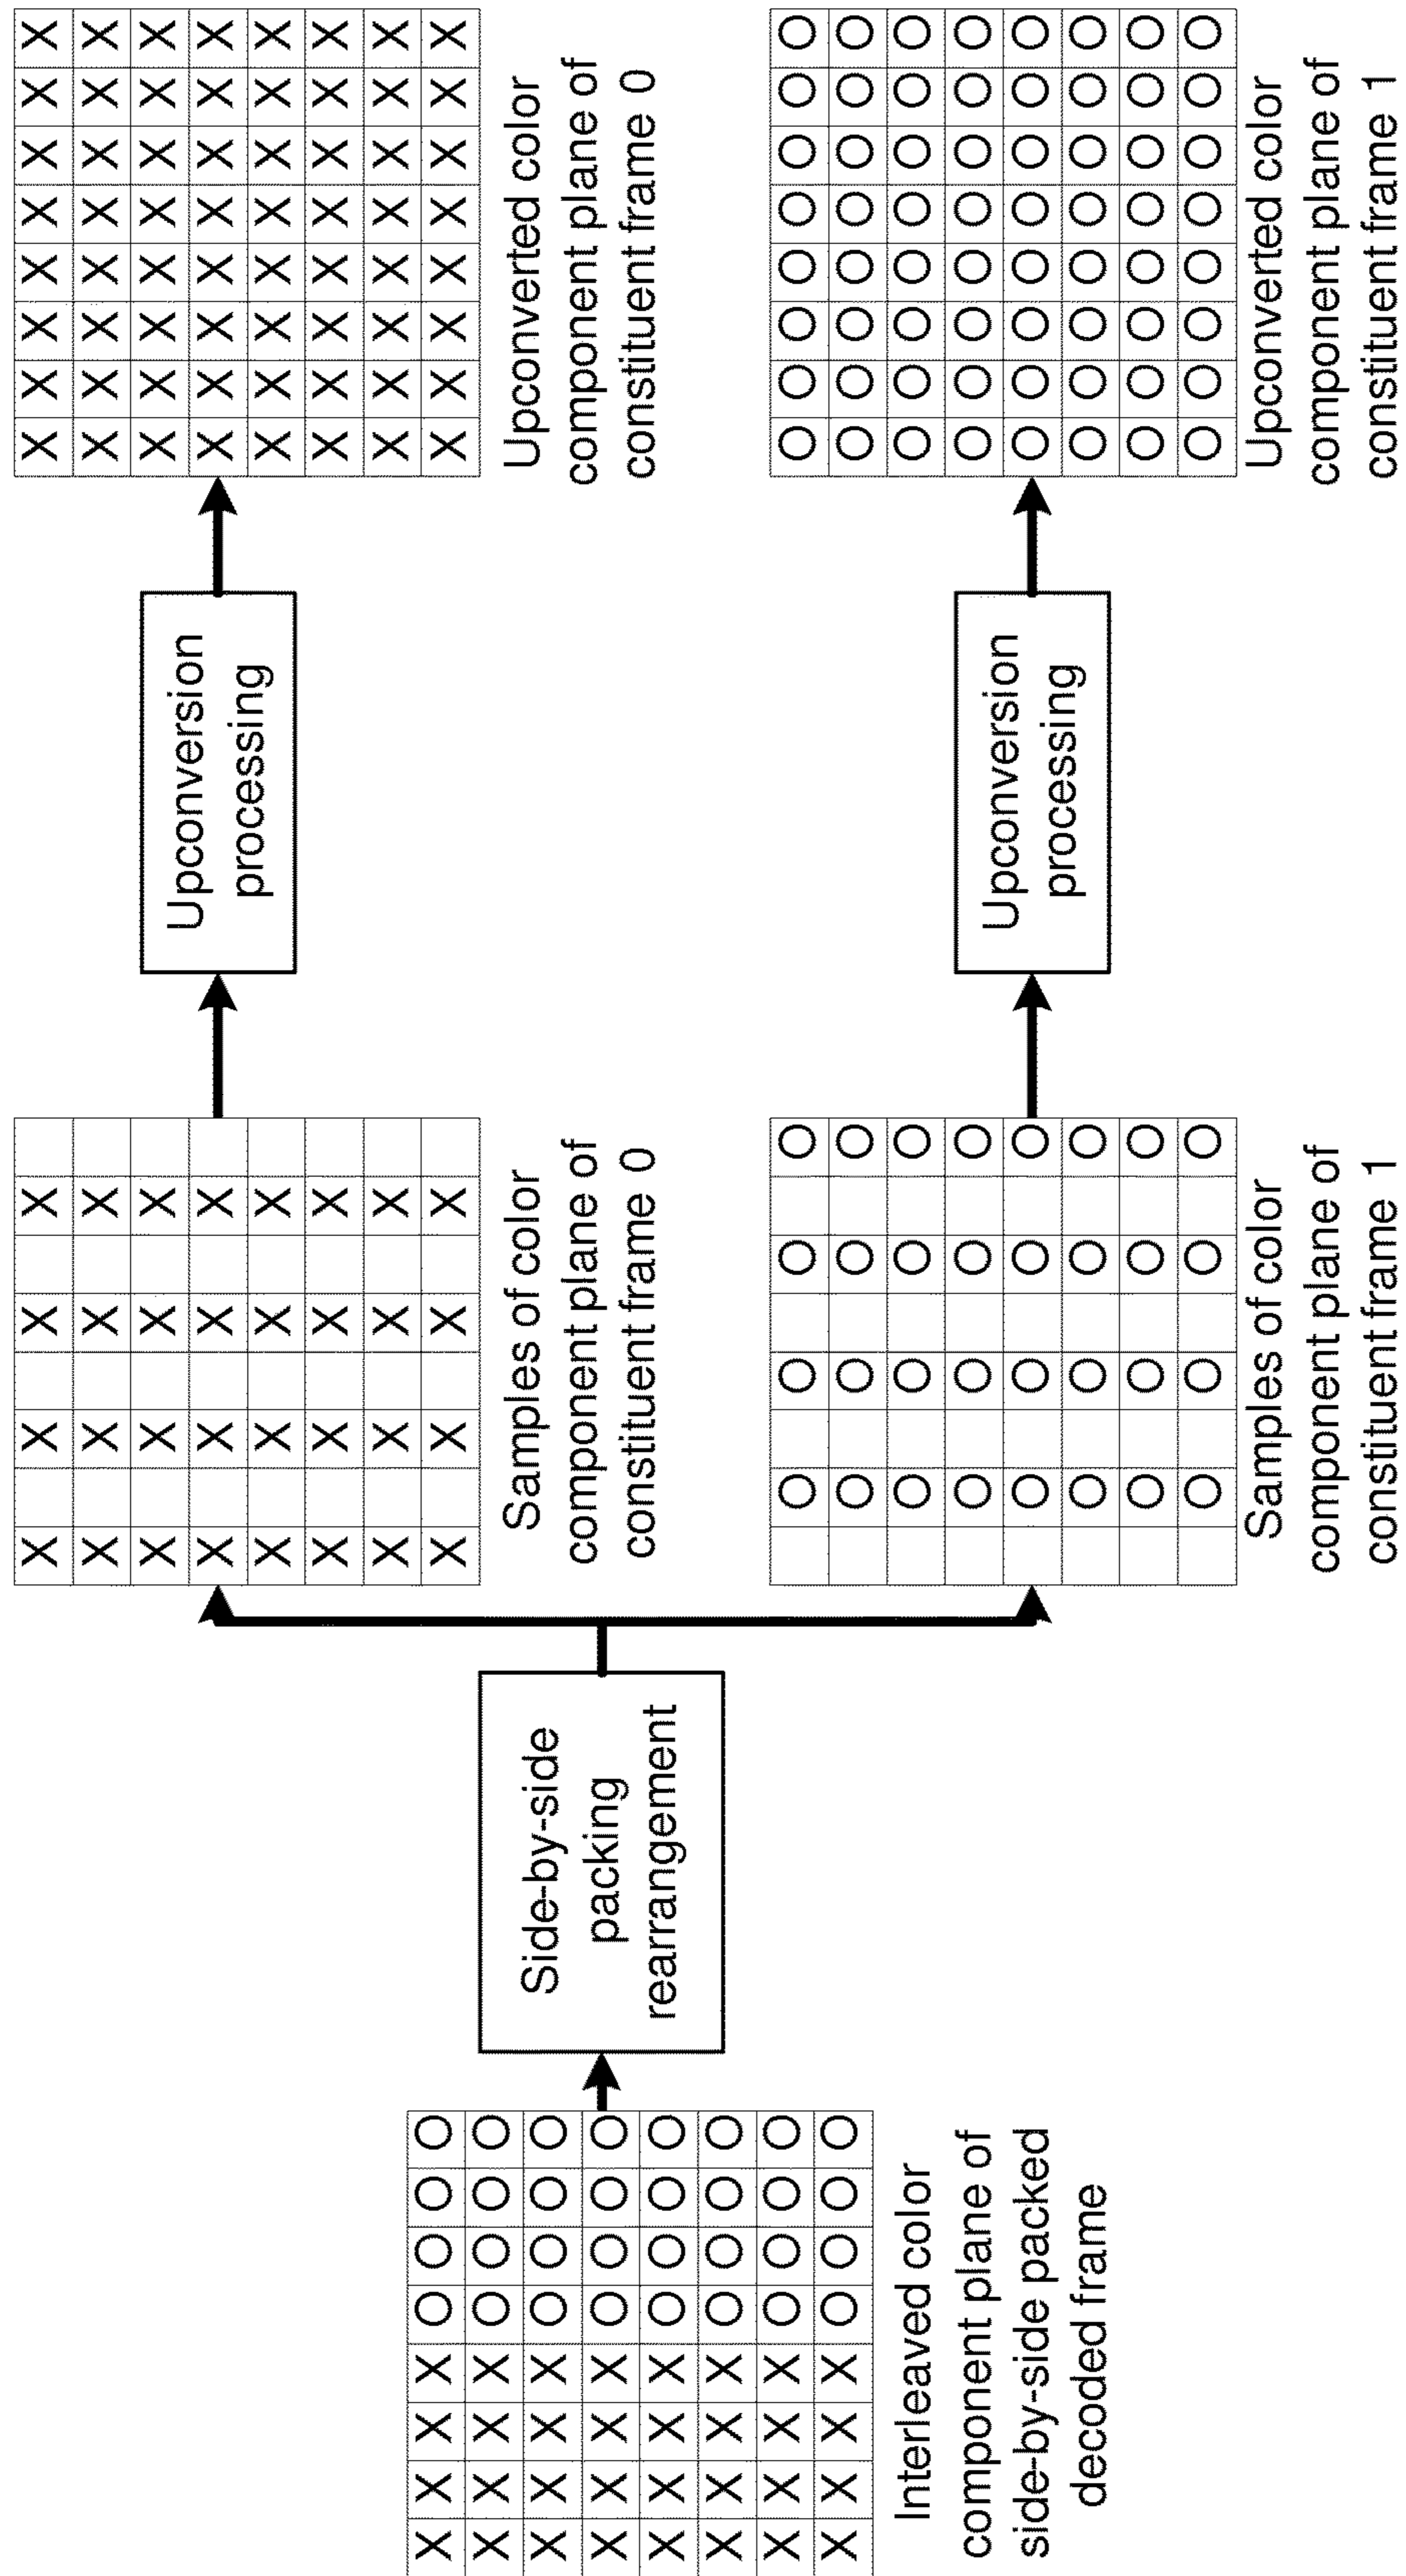 X X X X O O O O
X X X X O O O O
X X X X O O O O
X X X X O O O O
X X X X O O O O
X X X X O O O O
X X X X O O O O
X X X X O O O O
Interleaved color
component plane of
side-by-side packed
decoded frame
Side-by-side
packing
rearrangement
X X X X
X X X X
X X X X
X X X X
X X X X
X X X X
X X X X
X X X X
Samples of color
component plane of
constituent frame 0
Upconversion
processing
X X X X X X X X
X X X X X X X X
X X X X X X X X
X X X X X X X X
X X X X X X X X
X X X X X X X X
X X X X X X X X
X X X X X X X X
Upconverted color
component plane of
constituent frame 0
O O O O
O O O O
O O O O
O O O O
O O O O
O O O O
O O O O
O O O O
Samples of color
component plane of
constituent frame 1
Upconversion
processing
O O O O O O O O
O O O O O O O O
O O O O O O O O
O O O O O O O O
O O O O O O O O
O O O O O O O O
O O O O O O O O
O O O O O O O O
Upconverted color
component plane of
constituent frame 1